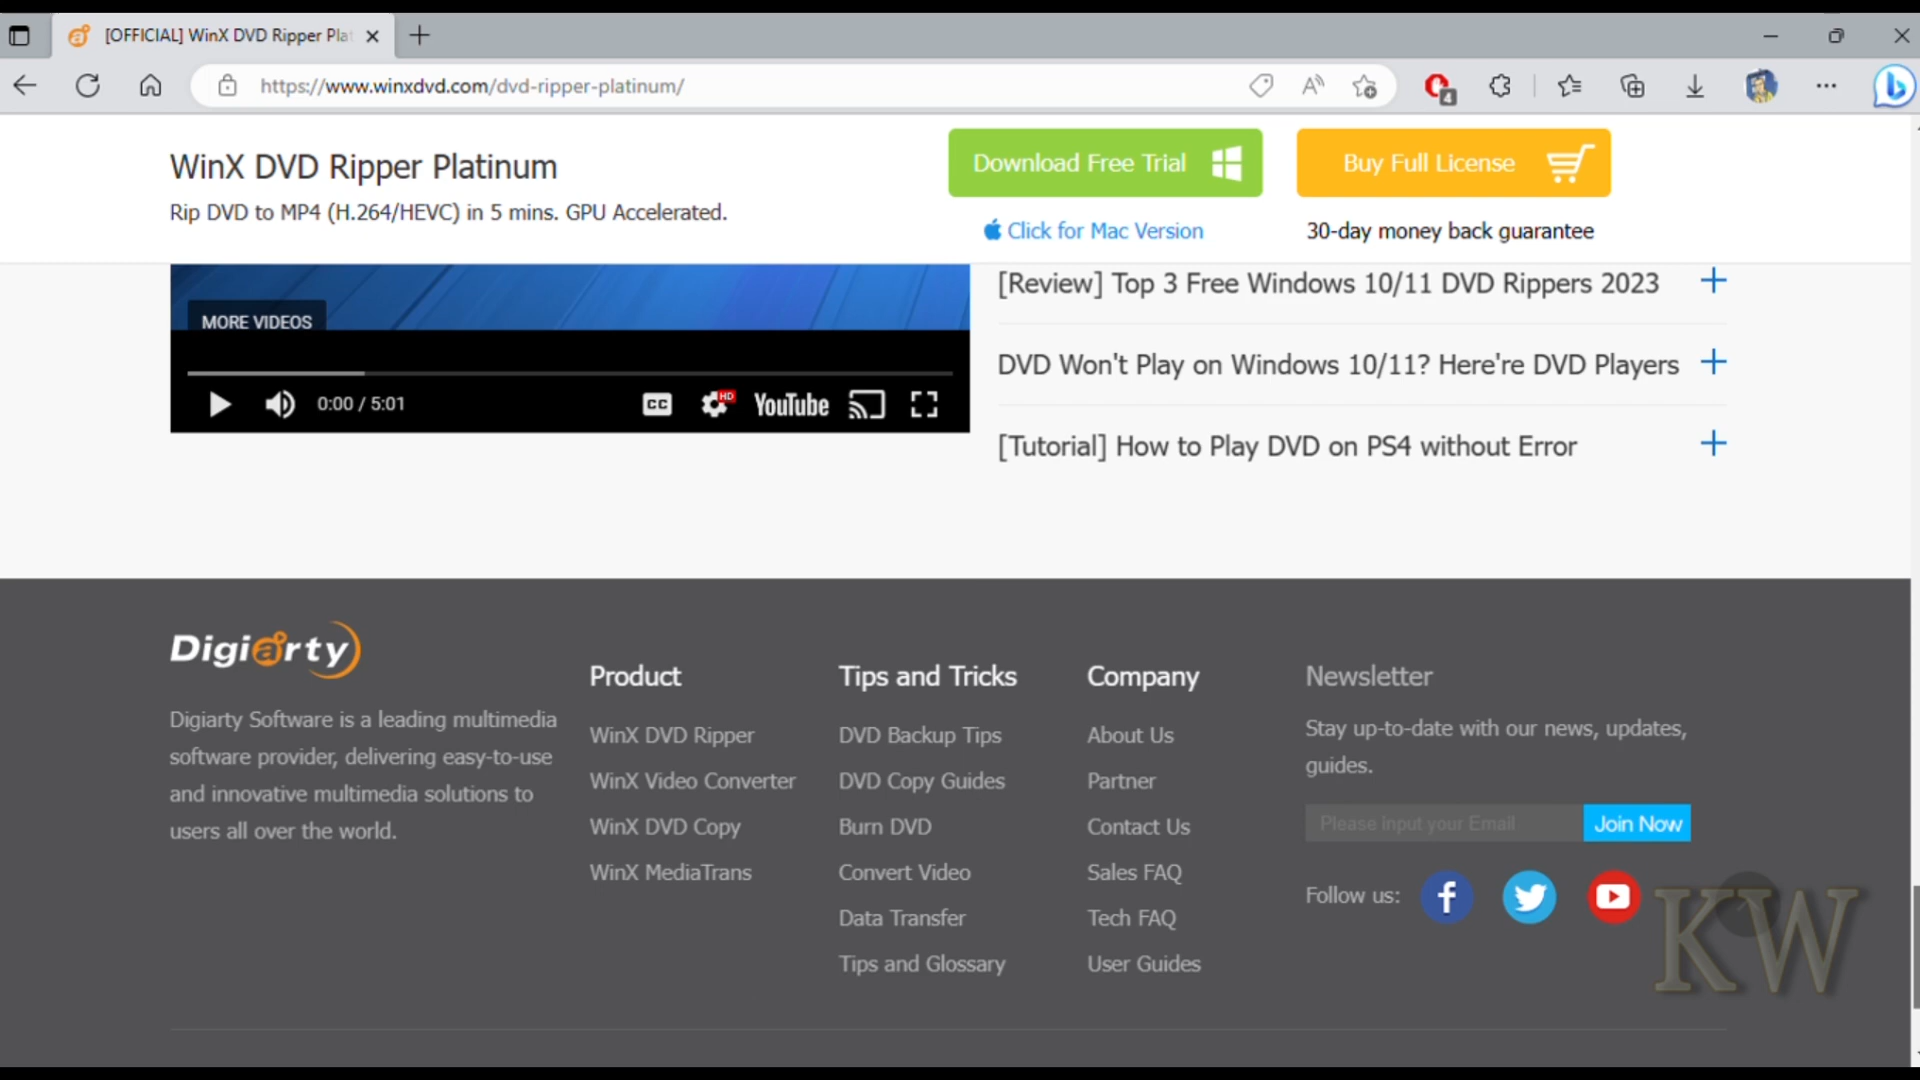 [OFFICIAL] WinX DVD Ripper Plat
https://www.winxdvd.com/dvd-ripper-platinum/
4
WinX DVD Ripper Platinum
Rip DVD to MP4 (H.264/HEVC) in 5 mins. GPU Accelerated.
Download Free Trial
Click for Mac Version
Buy Full License
30-day money back guarantee
MORE VIDEOS
0:00 / 5:01
CC
HD
YouTube
[Review] Top 3 Free Windows 10/11 DVD Rippers 2023
DVD Won't Play on Windows 10/11? Here're DVD Players
[Tutorial] How to Play DVD on PS4 without Error
Digiarty
Digiarty Software is a leading multimedia
software provider, delivering easy-to-use
and innovative multimedia solutions to
users all over the world.
Product
WinX DVD Ripper
WinX Video Converter
WinX DVD Copy
WinX MediaTrans
Tips and Tricks
DVD Backup Tips
DVD Copy Guides
Burn DVD
Convert Video
Data Transfer
Tips and Glossary
Company
About Us
Partner
Contact Us
Sales FAQ
Tech FAQ
User Guides
Newsletter
Stay up-to-date with our news, updates,
guides.
Please input your Email
Join Now
Follow us:
KW